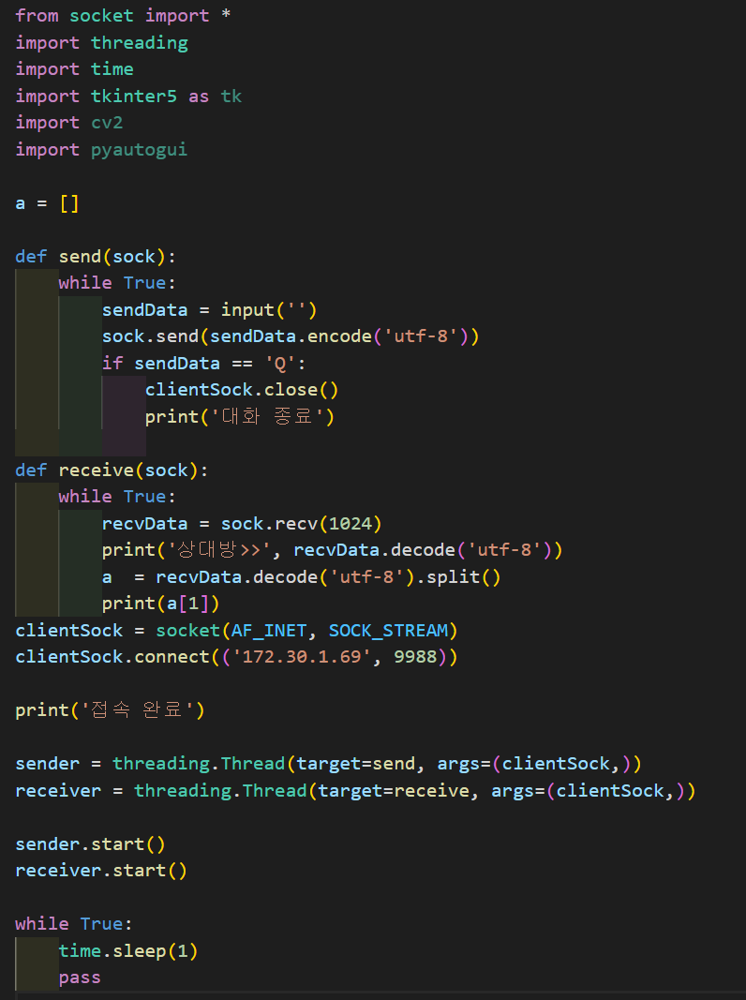 from socket import *
import threading
import time
import tkinter5 as tk
import cv2
import pyautogui
a = []
def send(sock):
while True:
sendData = input('')
sock.send(sendData.encode('utf-8'))
if sendData == 'Q':
clientSock.close()
print('대화 종료')
def receive(sock):
while True:
recvData = sock.recv(1024)
print('상대방>>', recvData.decode('utf-8'))
a  = recvData.decode('utf-8').split()
print(a[1])
clientSock = socket(AF_INET, SOCK_STREAM)
clientSock.connect(('172.30.1.69', 9988))
print('접속 완료')
sender = threading.Thread(target=send, args=(clientSock,))
receiver = threading.Thread(target=receive, args=(clientSock,))
sender.start()
receiver.start()
while True:
time.sleep(1)
pass